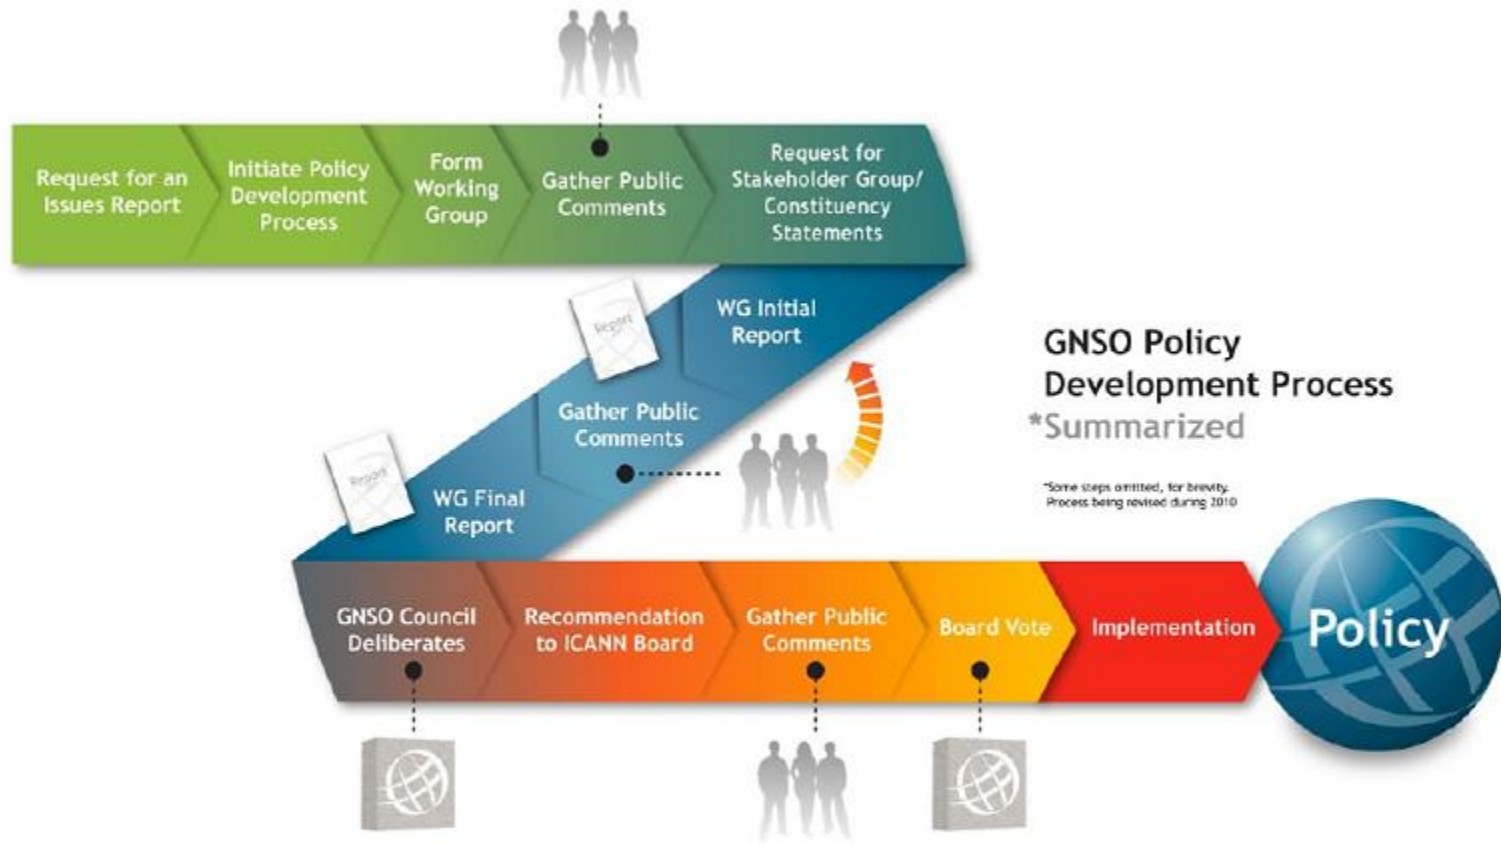 Request for an
Issues Report
Initiate Policy
Development
Process
Form
Working
Group
Gather Public
Comments
Request for
Stakeholder Group/
Constituency
Statements
WG Initial
Report
Report
Gather Public
Comments
Report
WG Final
Report
GNSO Policy
Development Process
*Summarized
*Some steps omitted, for brevity.
Process being revised during 2010
GNSO Council
Deliberates
Recommendation
to ICANN Board
Gather Public
Comments
Board Vote
Implementation
Policy